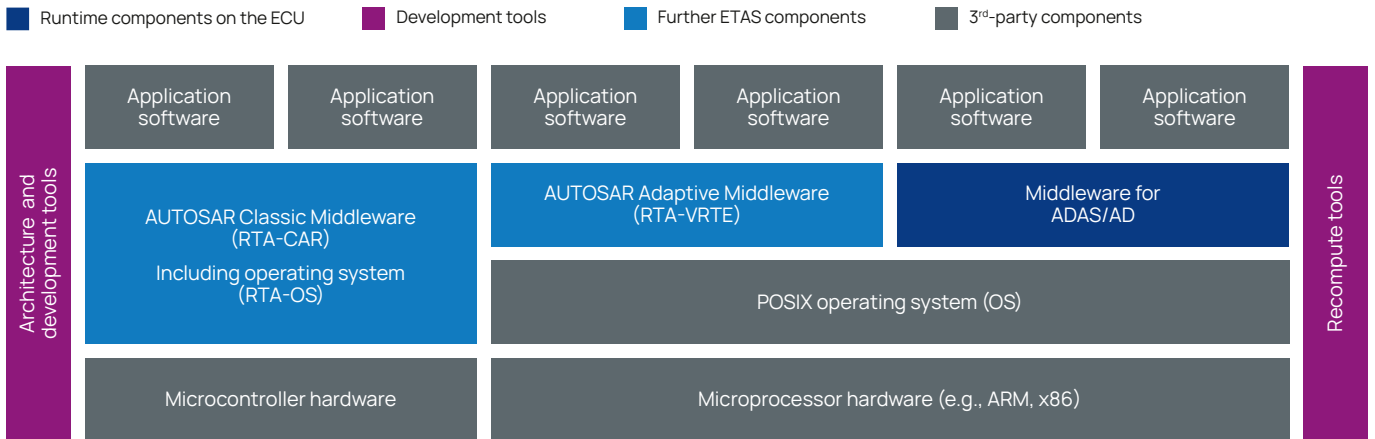 Runtime components on the ECU
Development tools
Further ETAS components
3rd-party components
Architecture and
development tools
Application
software
Application
software
Application
software
Application
software
Application
software
Application
software
AUTOSAR Classic Middleware
(RTA-CAR)
Including operating system
(RTA-OS)
AUTOSAR Adaptive Middleware
(RTA-VRTE)
Middleware for
ADAS/AD
POSIX operating system (OS)
Microcontroller hardware
Microprocessor hardware (e.g., ARM, x86)
Recompute tools